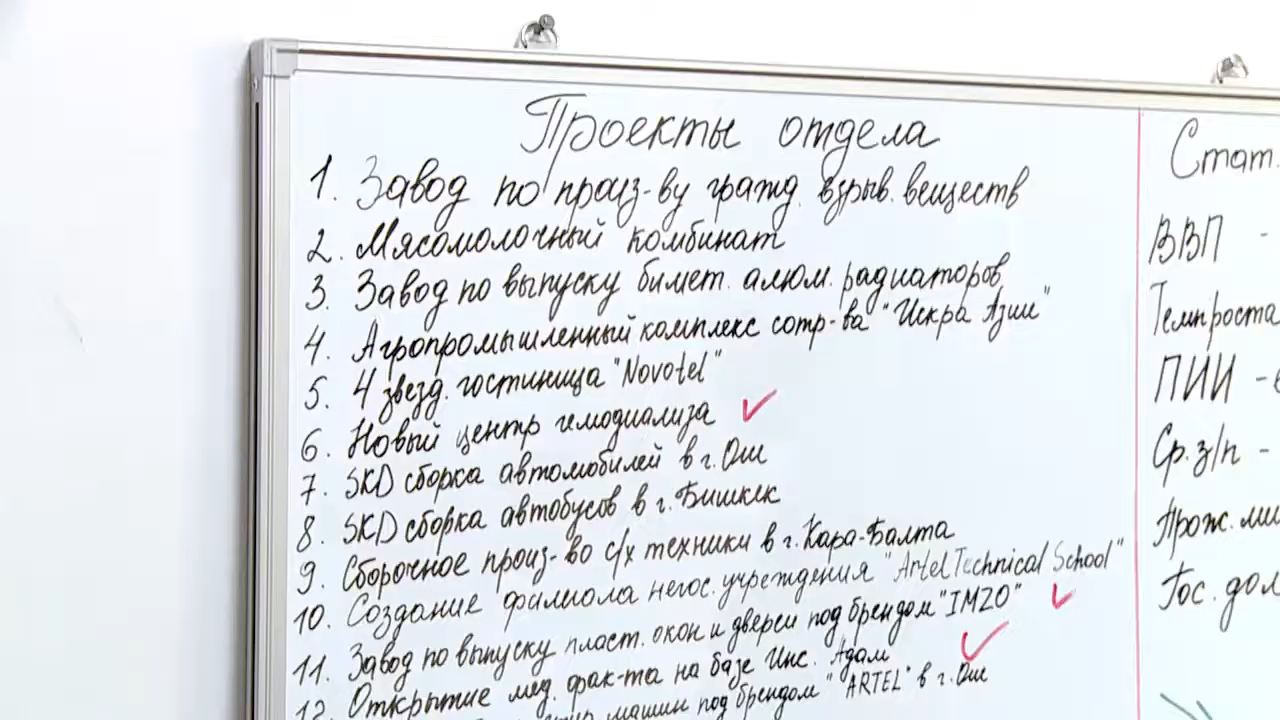 Проекты отдела
1. Завод по произ-ву гражд. взрыв. веществ
2. Мясомолочный комбинат
3. Завод по выпуску бимет. алюм. радиаторов
4. Агропромышленный комплекс сотр-ва "Искра Азии"
5. 4 звезд. гостиница "Novotel"
6. Новый центр гемодиализа
7. SKD сборка автомобилей в г. Ош
8. SKD сборка автобусов в г. Бишкек
9. Сборочное произ-во с/х техники в г. Кара-Балта
10. Создание филиала негос. учреждения "Artel Technical School"
11. Завод по выпуску пласт. окон и дверей под брендом "IMZO"
12. Открытие мед. фак-та на базе Инс. Адам
машин под брендом "ARTEL" в г. Ош
Стат.
ВВП -
Темп роста
ПИИ -
Ср. з/п -
Прож. ми
Гос. дол